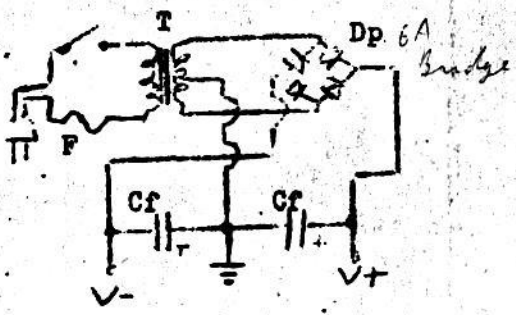 T
Dp 6A
Bridge
F
Cf Cf
V- V+